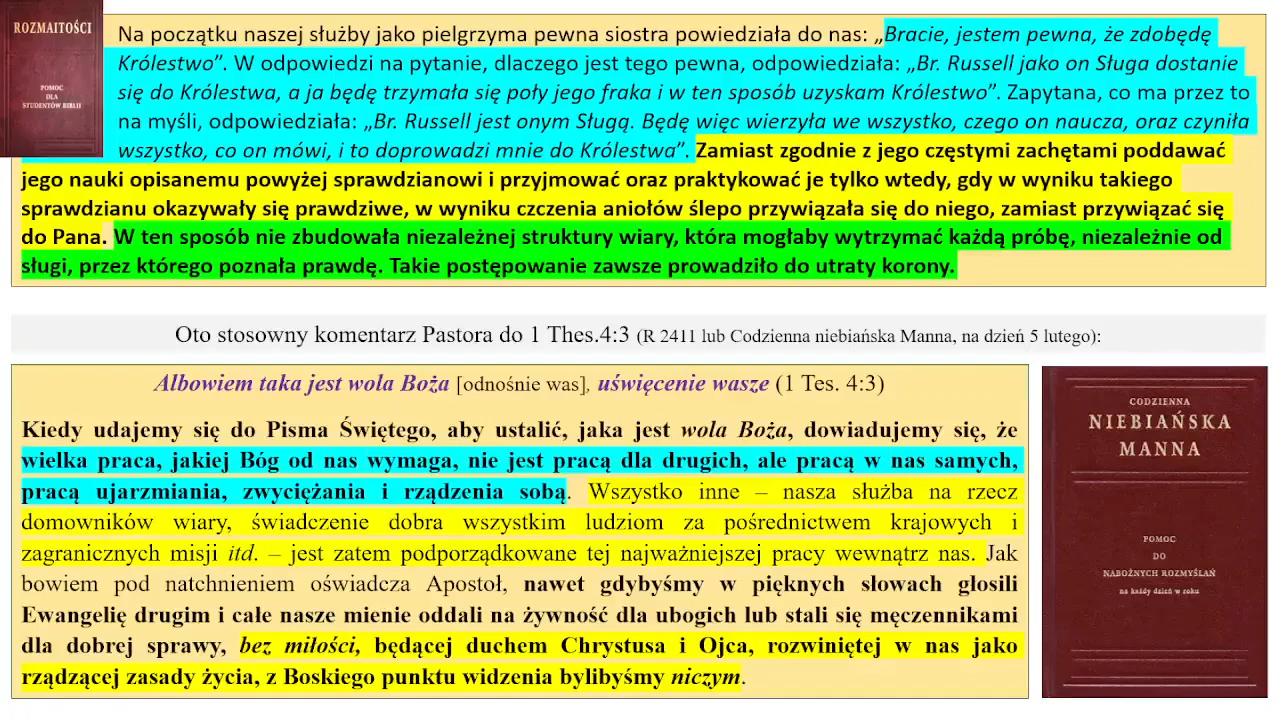 ROZMAITOŚCI
POMOC
DLA
STUDENTÓW BIBLII
Na początku naszej służby jako pielgrzyma pewna siostra powiedziała do nas: „Bracie, jestem pewna, że zdobędę
Królestwo”. W odpowiedzi na pytanie, dlaczego jest tego pewna, odpowiedziała: „Br. Russell jako on Sługa dostanie
się do Królestwa, a ja będę trzymała się poły jego fraka i w ten sposób uzyskam Królestwo”. Zapytana, co ma przez to
na myśli, odpowiedziała: „Br. Russell jest onym Sługą. Będę więc wierzyła we wszystko, czego on naucza, oraz czyniła
wszystko, co on mówi, i to doprowadzi mnie do Królestwa”. Zamiast zgodnie z jego częstymi zachętami poddawać
jego nauki opisanemu powyżej sprawdzianowi i przyjmować oraz praktykować je tylko wtedy, gdy w wyniku takiego
sprawdzianu okazywały się prawdziwe, w wyniku czczenia aniołów ślepo przywiązała się do niego, zamiast przywiązać się
do Pana. W ten sposób nie zbudowała niezależnej struktury wiary, która mogłaby wytrzymać każdą próbę, niezależnie od
sługi, przez którego poznała prawdę. Takie postępowanie zawsze prowadziło do utraty korony.
Oto stosowny komentarz Pastora do 1 Thes.4:3 (R 2411 lub Codzienna niebiańska Manna, na dzień 5 lutego):
Albowiem taka jest wola Boża [odnośnie was], uświęcenie wasze (1 Tes. 4:3)
Kiedy udajemy się do Pisma Świętego, aby ustalić, jaka jest wola Boża, dowiadujemy się, że
wielka praca, jakiej Bóg od nas wymaga, nie jest pracą dla drugich, ale pracą w nas samych,
pracą ujarzmiania, zwyciężania i rządzenia sobą. Wszystko inne – nasza służba na rzecz
domowników wiary, świadczenie dobra wszystkim ludziom za pośrednictwem krajowych i
zagranicznych misji itd. – jest zatem podporządkowane tej najważniejszej pracy wewnątrz nas. Jak
bowiem pod natchnieniem oświadcza Apostoł, nawet gdybyśmy w pięknych słowach głosili
Ewangelię drugim i całe nasze mienie oddali na żywność dla ubogich lub stali się męczennikami
dla dobrej sprawy, bez miłości, będącej duchem Chrystusa i Ojca, rozwiniętej w nas jako
rządzącej zasady życia, z Boskiego punktu widzenia bylibyśmy niczym.
CODZIENNA
NIEBIAŃSKA
MANNA
POMOC
DO
NABOŻNYCH ROZMYŚLAŃ
na każdy dzień w roku